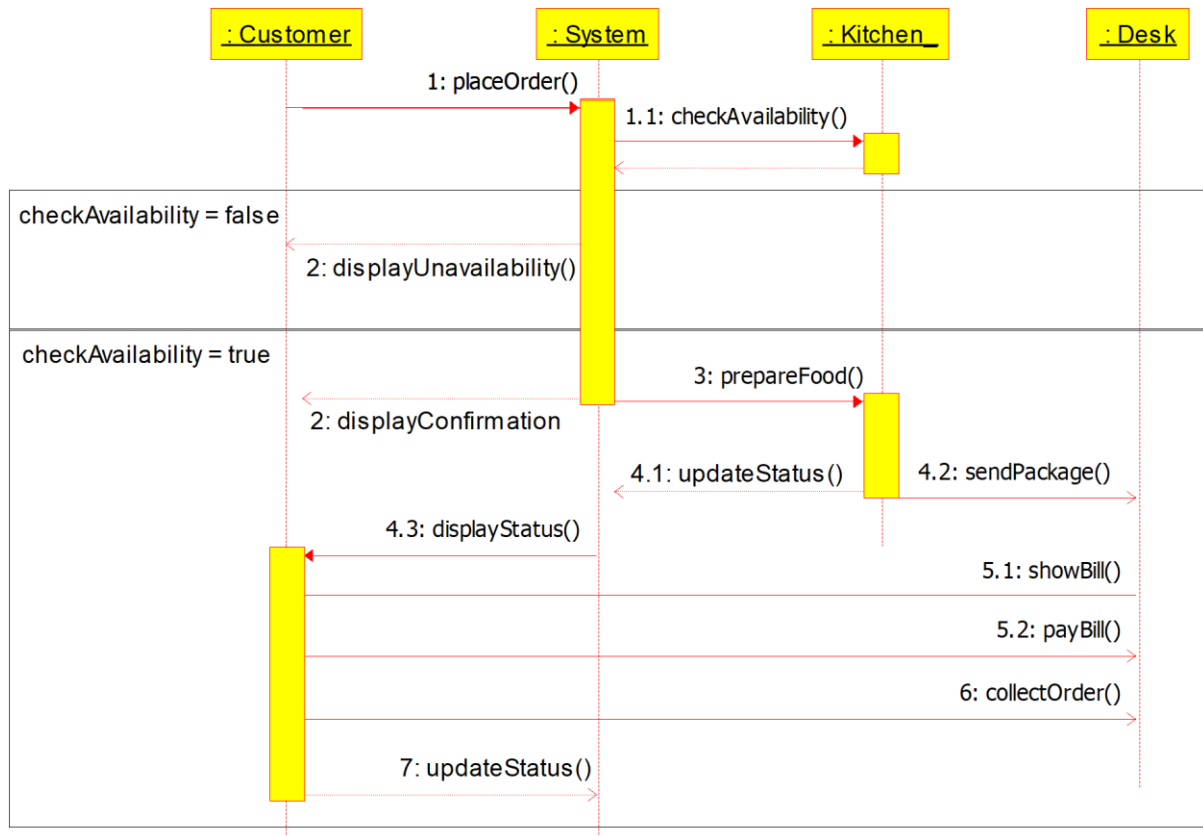 : Customer
: System
: Kitchen_
: Desk
1: placeOrder()
1.1: checkAvailability()
checkAvailability = false
2: displayUnavailability()
checkAvailability = true
3: prepareFood()
2: displayConfirmation
4.1: updateStatus()
4.2: sendPackage()
4.3: displayStatus()
5.1: showBill()
5.2: payBill()
6: collectOrder()
7: updateStatus()